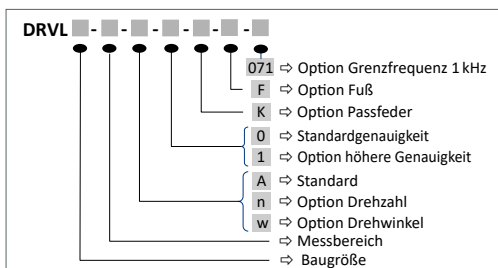 DRVL - - - - - -
071 ⇨ Option Grenzfrequenz 1 kHz
F ⇨ Option Fuß
K ⇨ Option Passfeder
0 ⇨ Standardgenauigkeit
1 ⇨ Option höhere Genauigkeit
A ⇨ Standard
n ⇨ Option Drehzahl
w ⇨ Option Drehwinkel
⇨ Messbereich
⇨ Baugröße